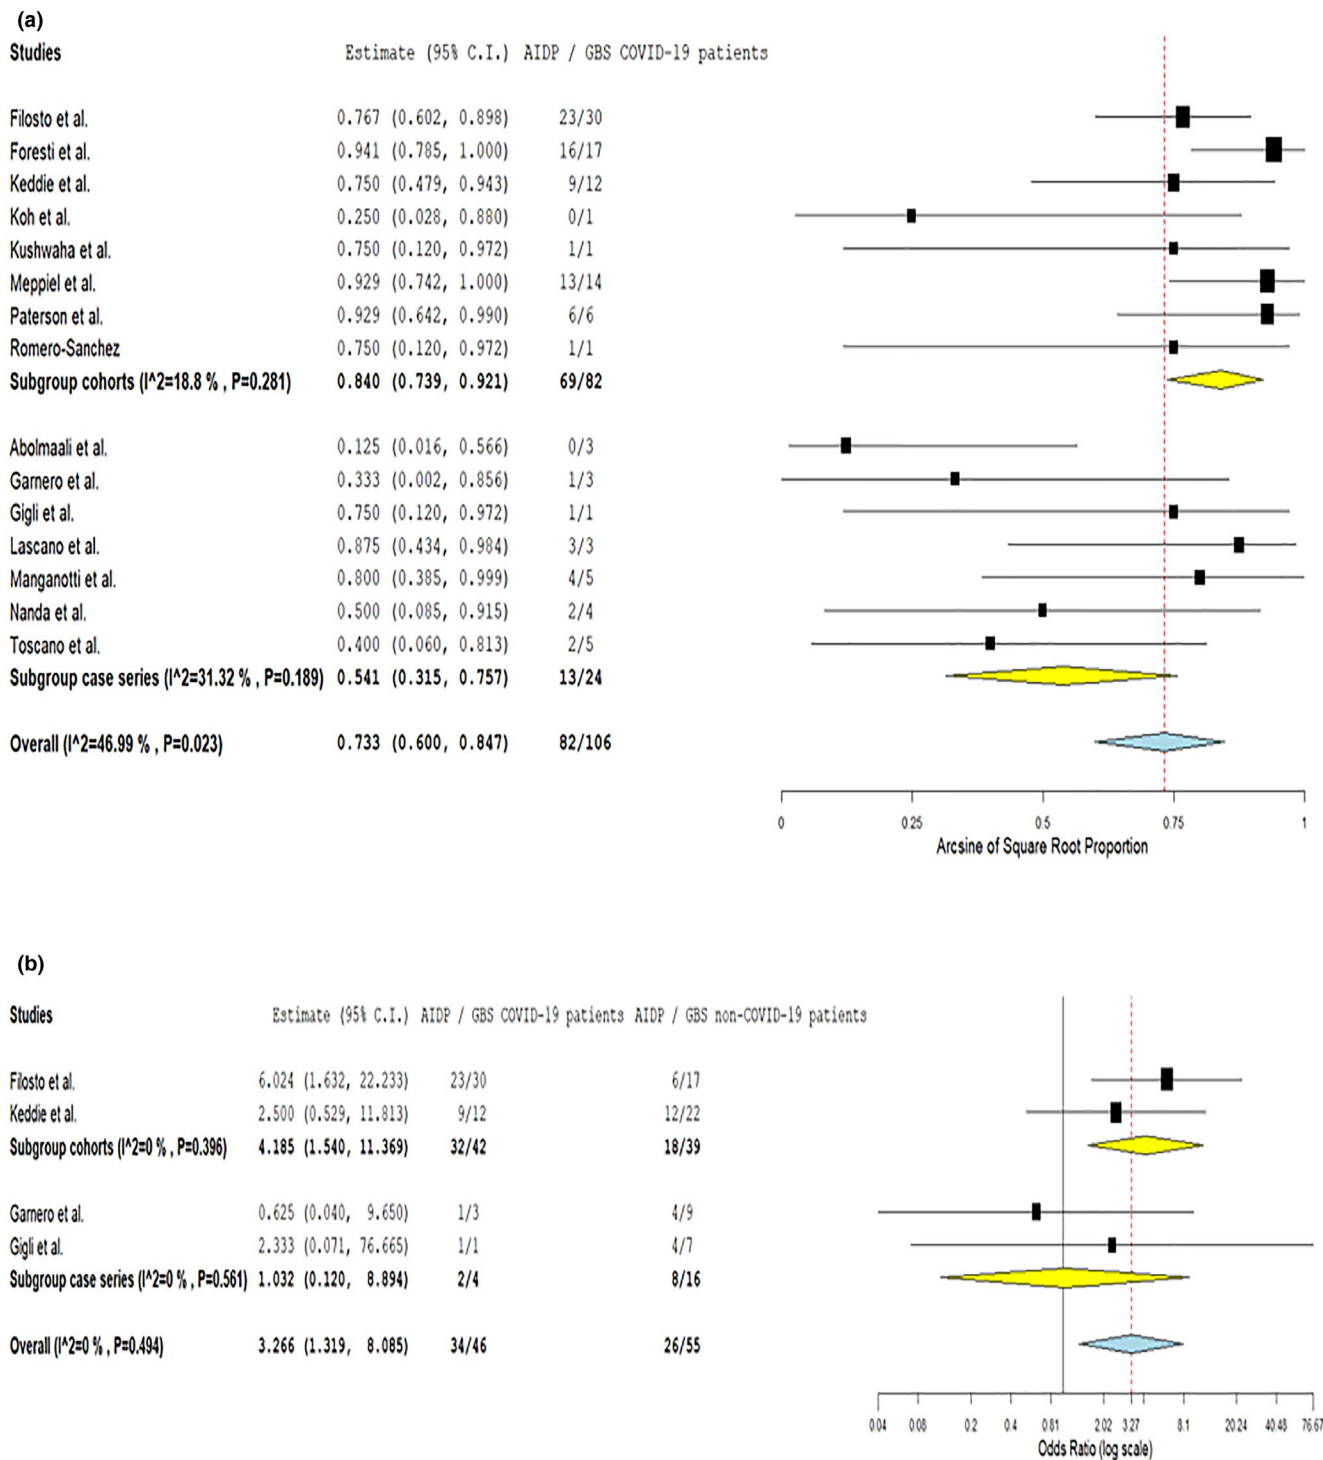 (a)
Studies Estimate (95% C.I.) AIDP / GBS COVID-19 patients
Filosto et al. 0.767 (0.602, 0.898) 23/30
Foresti et al. 0.941 (0.785, 1.000) 16/17
Keddie et al. 0.750 (0.479, 0.943) 9/12
Koh et al. 0.250 (0.028, 0.880) 0/1
Kushwaha et al. 0.750 (0.120, 0.972) 1/1
Meppiel et al. 0.929 (0.742, 1.000) 13/14
Paterson et al. 0.929 (0.642, 0.990) 6/6
Romero-Sanchez 0.750 (0.120, 0.972) 1/1
Subgroup cohorts (I^2=18.8 % , P=0.281) 0.840 (0.739, 0.921) 69/82
Abolmaali et al. 0.125 (0.016, 0.566) 0/3
Garnero et al. 0.333 (0.002, 0.856) 1/3
Gigli et al. 0.750 (0.120, 0.972) 1/1
Lascano et al. 0.875 (0.434, 0.984) 3/3
Manganotti et al. 0.800 (0.385, 0.999) 4/5
Nanda et al. 0.500 (0.085, 0.915) 2/4
Toscano et al. 0.400 (0.060, 0.813) 2/5
Subgroup case series (I^2=31.32 % , P=0.189) 0.541 (0.315, 0.757) 13/24
Overall (I^2=46.99 % , P=0.023) 0.733 (0.600, 0.847) 82/106
0 0.25 0.5 0.75 1
Arcsine of Square Root Proportion
(b)
Studies Estimate (95% C.I.) AIDP / GBS COVID-19 patients AIDP / GBS non-COVID-19 patients
Filosto et al. 6.024 (1.632, 22.233) 23/30 6/17
Keddie et al. 2.500 (0.529, 11.813) 9/12 12/22
Subgroup cohorts (I^2=0 % , P=0.396) 4.185 (1.540, 11.369) 32/42 18/39
Garnero et al. 0.625 (0.040, 9.650) 1/3 4/9
Gigli et al. 2.333 (0.071, 76.665) 1/1 4/7
Subgroup case series (I^2=0 % , P=0.561) 1.032 (0.120, 8.894) 2/4 8/16
Overall (I^2=0 % , P=0.494) 3.266 (1.319, 8.085) 34/46 26/55
0.04 0.08 0.2 0.4 0.81 2.02 3.27 8.1 20.24 40.48 76.67
Odds Ratio (log scale)